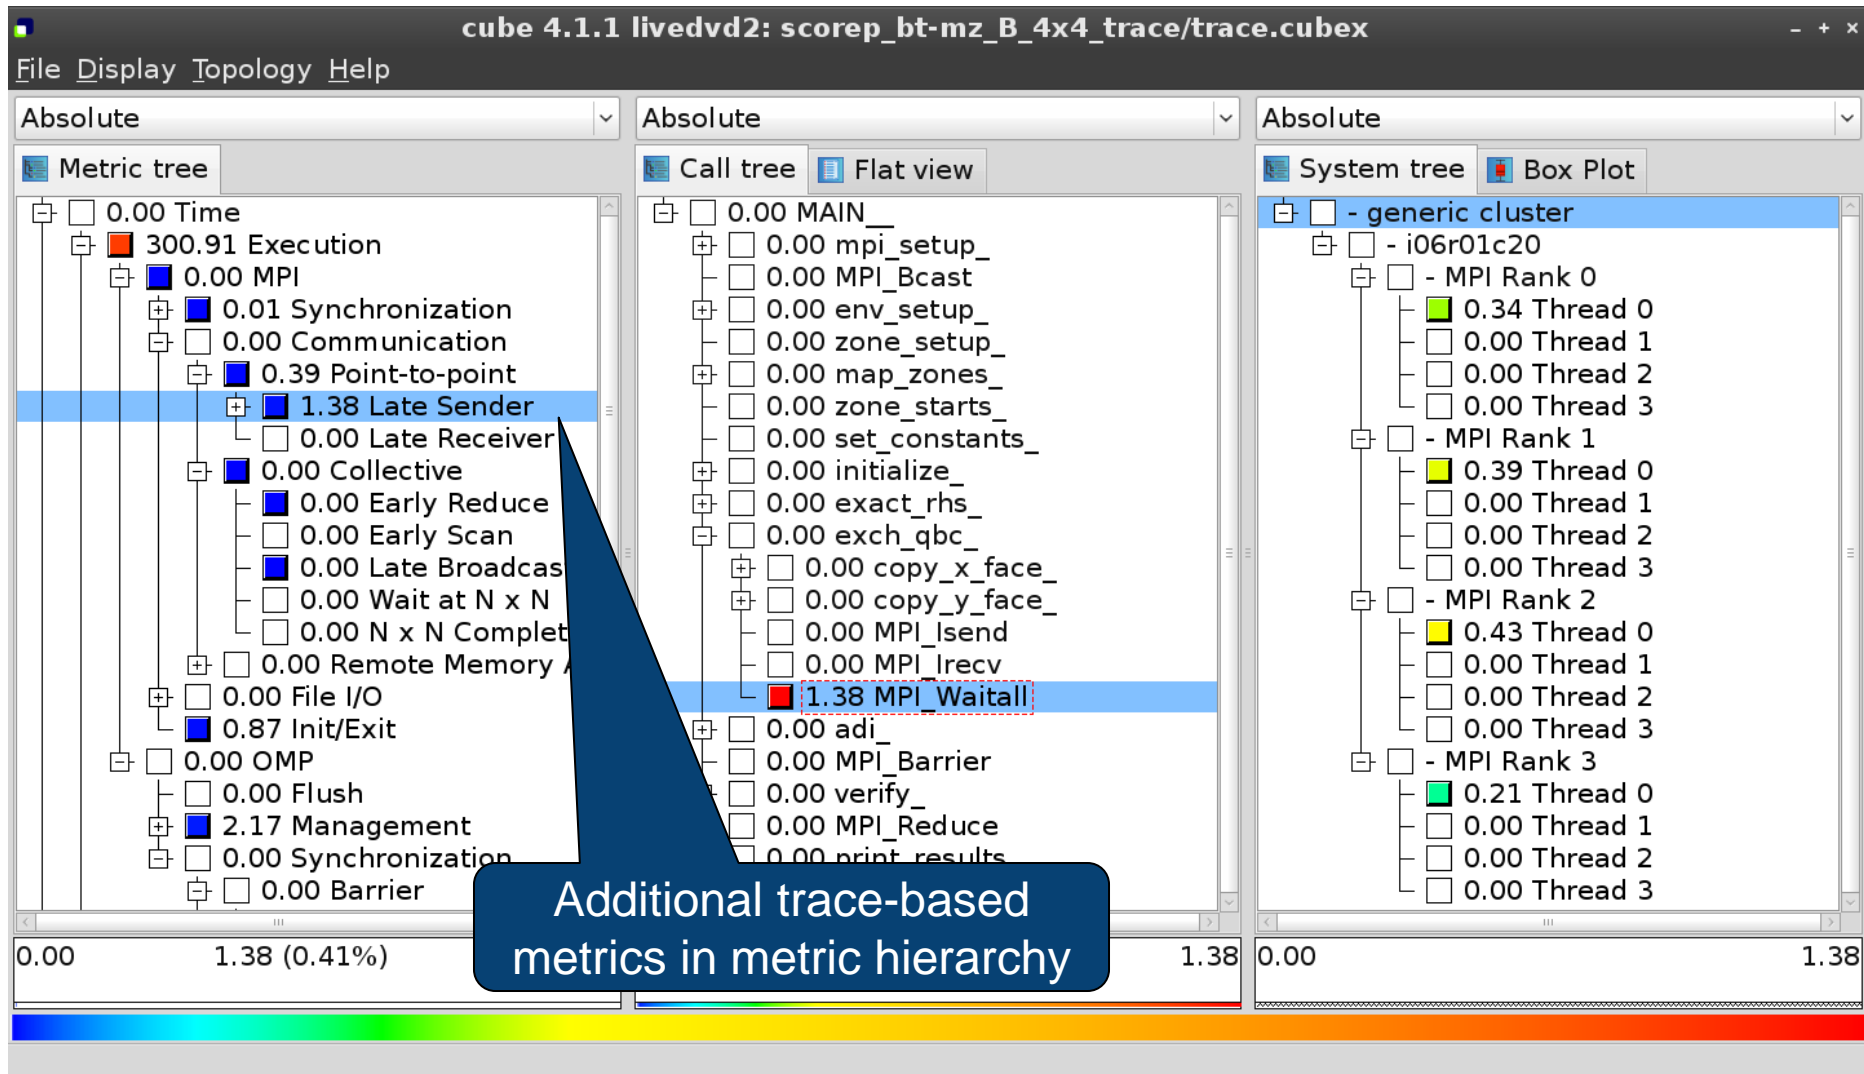 cube 4.1.1 livedvd2: scorep_bt-mz_B_4x4_trace/trace.cubex
File Display Topology Help
Absolute
Metric tree
0.00 Time
300.91 Execution
0.00 MPI
0.01 Synchronization
0.00 Communication
0.39 Point-to-point
1.38 Late Sender
0.00 Late Receiver
0.00 Collective
0.00 Early Reduce
0.00 Early Scan
0.00 Late Broadcas
0.00 Wait at N x N
0.00 N x N Complet
0.00 Remote Memory
0.00 File I/O
0.87 Init/Exit
0.00 OMP
0.00 Flush
2.17 Management
0.00 Synchronization
0.00 Barrier
0.00 1.38 (0.41%)
Absolute
Call tree Flat view
0.00 MAIN__
0.00 mpi_setup_
0.00 MPI_Bcast
0.00 env_setup_
0.00 zone_setup_
0.00 map_zones_
0.00 zone_starts_
0.00 set_constants_
0.00 initialize_
0.00 exact_rhs_
0.00 exch_qbc_
0.00 copy_x_face_
0.00 copy_y_face_
0.00 MPI_Isend
0.00 MPI_Irecv
1.38 MPI_Waitall
0.00 adi_
0.00 MPI_Barrier
0.00 verify_
0.00 MPI_Reduce
0.00 print_results
1.38
Absolute
System tree Box Plot
- generic cluster
- i06r01c20
- MPI Rank 0
0.34 Thread 0
0.00 Thread 1
0.00 Thread 2
0.00 Thread 3
- MPI Rank 1
0.39 Thread 0
0.00 Thread 1
0.00 Thread 2
0.00 Thread 3
- MPI Rank 2
0.43 Thread 0
0.00 Thread 1
0.00 Thread 2
0.00 Thread 3
- MPI Rank 3
0.21 Thread 0
0.00 Thread 1
0.00 Thread 2
0.00 Thread 3
0.00 1.38
Additional trace-based
metrics in metric hierarchy